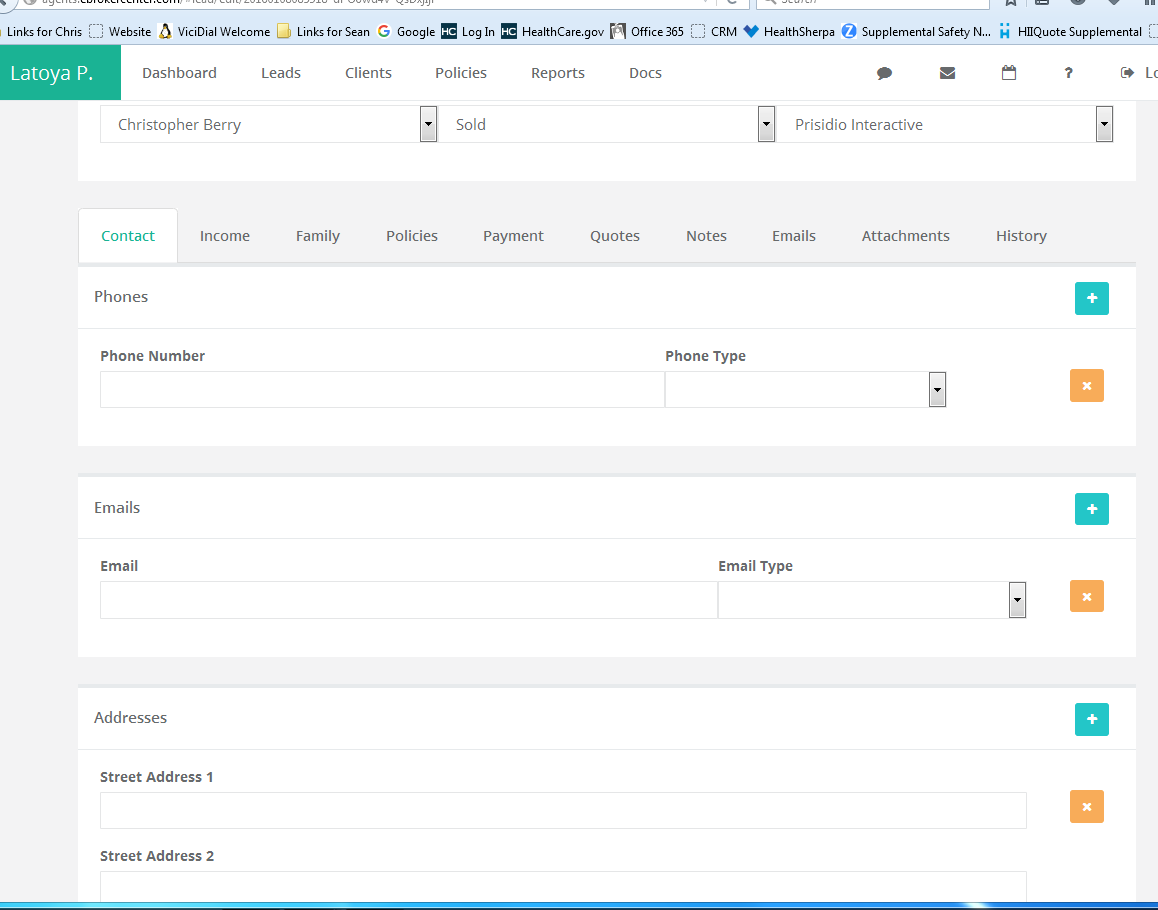 Links for Chris Website ViciDial Welcome Links for Sean Google HC Log In HC HealthCare.gov Office 365 CRM HealthSherpa Z Supplemental Safety N... HIIQuote Supplemental
Latoya P. Dashboard Leads Clients Policies Reports Docs ? Lo
Christopher Berry Sold Prisidio Interactive
Contact Income Family Policies Payment Quotes Notes Emails Attachments History
Phones
Phone Number Phone Type
Emails
Email Email Type
Addresses
Street Address 1
Street Address 2